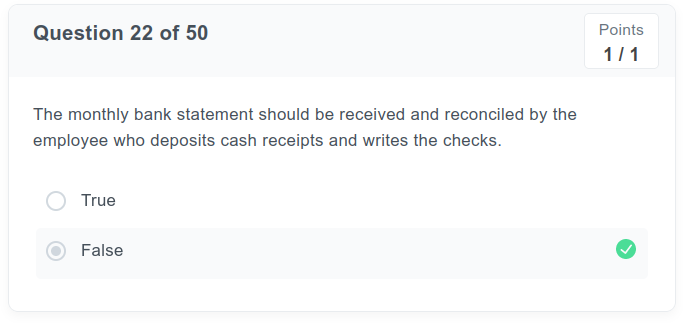 Question 22 of 50
Points
1 / 1
The monthly bank statement should be received and reconciled by the
employee who deposits cash receipts and writes the checks.
True
False